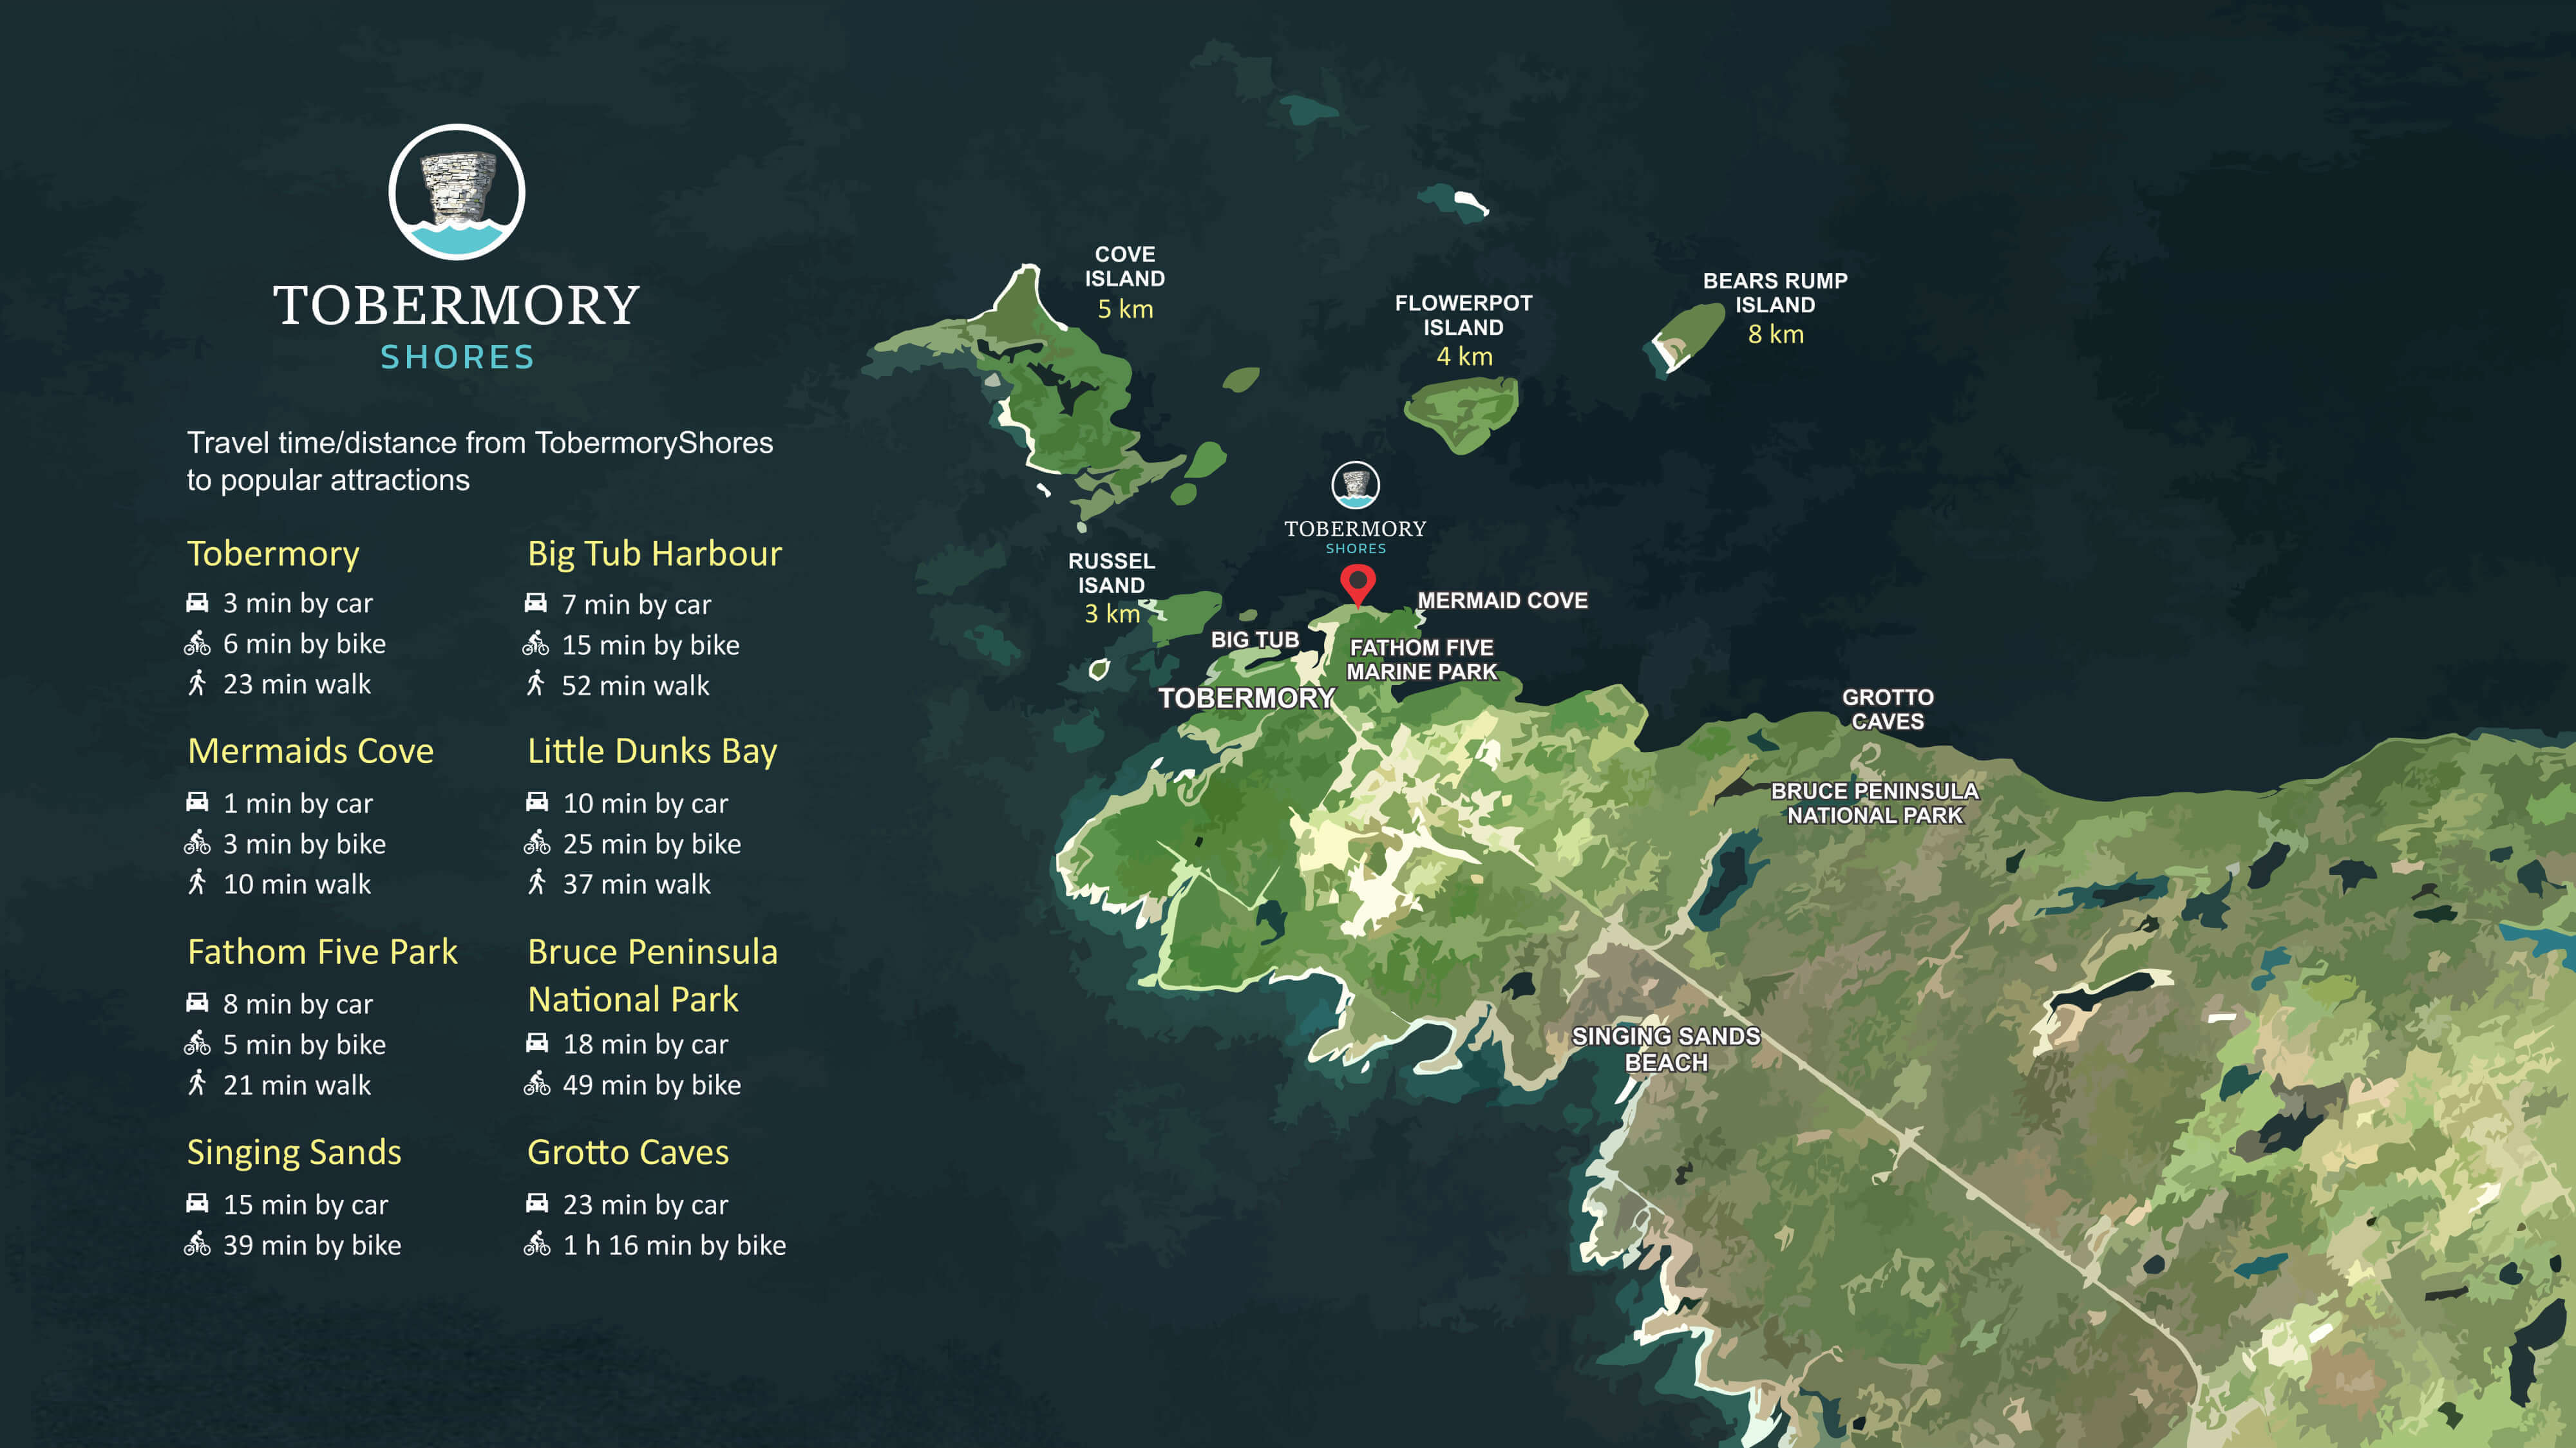 TOBERMORY
SHORES
Travel time/distance from TobermoryShores
to popular attractions
Tobermory
3 min by car
6 min by bike
23 min walk
Big Tub Harbour
7 min by car
15 min by bike
52 min walk
Mermaids Cove
1 min by car
3 min by bike
10 min walk
Little Dunks Bay
10 min by car
25 min by bike
37 min walk
Fathom Five Park
8 min by car
5 min by bike
21 min walk
Bruce Peninsula
National Park
18 min by car
49 min by bike
Singing Sands
15 min by car
39 min by bike
Grotto Caves
23 min by car
1 h 16 min by bike
COVE
ISLAND
5 km
FLOWERPOT
ISLAND
4 km
BEARS RUMP
ISLAND
8 km
TOBERMORY
SHORES
RUSSEL
ISAND
3 km
MERMAID COVE
BIG TUB
FATHOM FIVE
MARINE PARK
TOBERMORY
GROTTO
CAVES
BRUCE PENINSULA
NATIONAL PARK
SINGING SANDS
BEACH